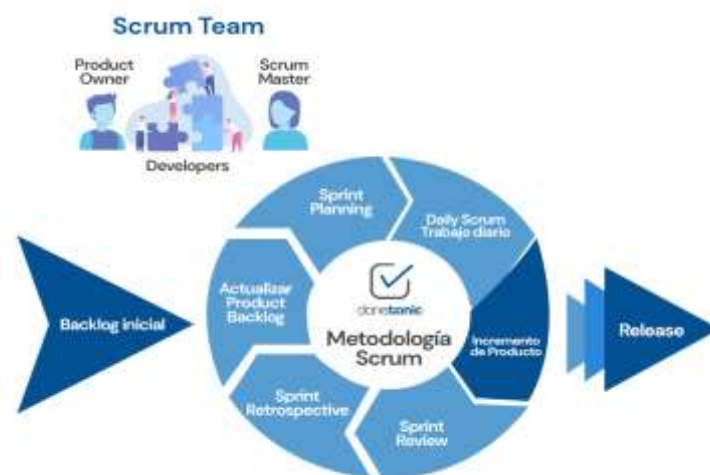 Scrum Team
Product
Owner
Scrum
Master
Developers
Sprint
Planning
Daily Scrum
Trabajo diario
Actualizar
Product
Backlog
Backlog inicial
donetonic
Metodología
Scrum
Incremento
de Producto
Release
Sprint
Retrospective
Sprint
Review